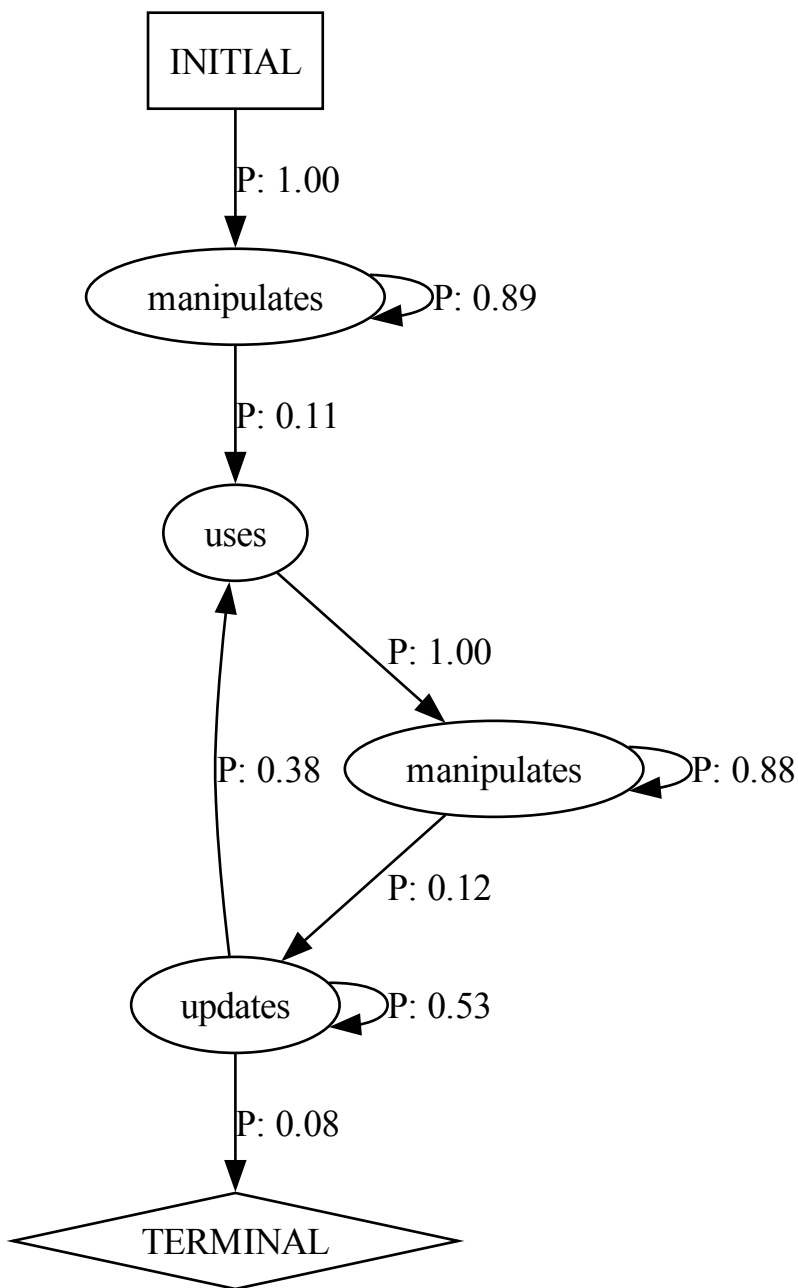 INITIAL
P: 1.00
manipulates
P: 0.89
P: 0.11
uses
P: 1.00
P: 0.38
manipulates
P: 0.88
P: 0.12
updates
P: 0.53
P: 0.08
TERMINAL